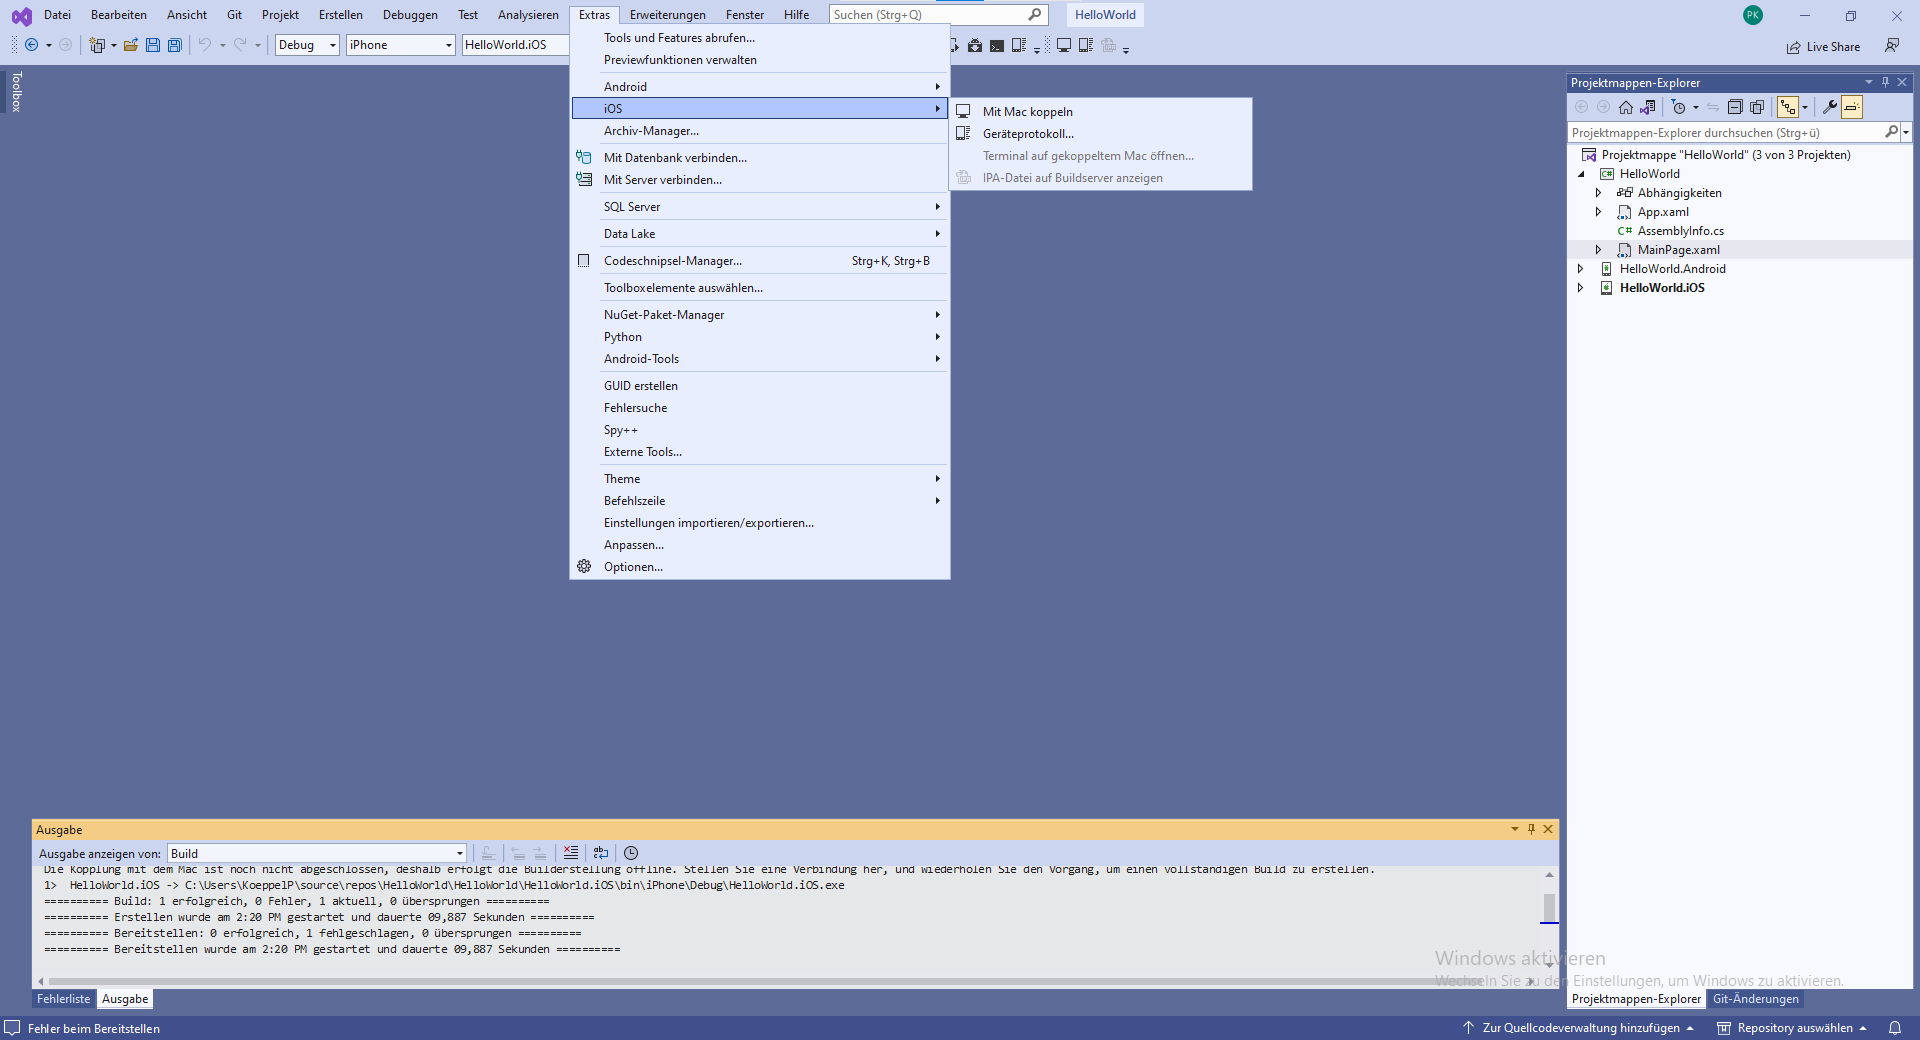 Datei Bearbeiten Ansicht Git Projekt Erstellen Debuggen Test Analysieren Extras Erweiterungen Fenster Hilfe Suchen (Strg+Q) HelloWorld PK
Debug iPhone HelloWorld.iOS Live Share
Toolbox
Tools und Features abrufen...
Previewfunktionen verwalten
Android
iOS
Archiv-Manager...
Mit Datenbank verbinden...
Mit Server verbinden...
SQL Server
Data Lake
Codeschnipsel-Manager... Strg+K, Strg+B
Toolboxelemente auswählen...
NuGet-Paket-Manager
Python
Android-Tools
GUID erstellen
Fehlersuche
Spy++
Externe Tools...
Theme
Befehlszeile
Einstellungen importieren/exportieren...
Anpassen...
Optionen...
Mit Mac koppeln
Geräteprotokoll...
Terminal auf gekoppeltem Mac öffnen...
IPA-Datei auf Buildserver anzeigen
Projektmappen-Explorer
Projektmappen-Explorer durchsuchen (Strg+ü)
Projektmappe "HelloWorld" (3 von 3 Projekten)
C# HelloWorld
Abhängigkeiten
App.xaml
C# AssemblyInfo.cs
MainPage.xaml
HelloWorld.Android
HelloWorld.iOS
Ausgabe
Ausgabe anzeigen von: Build
Die Kopplung mit dem Mac ist noch nicht abgeschlossen, deshalb erfolgt die Builderstellung offline. Stellen Sie eine Verbindung her, und wiederholen Sie den Vorgang, um einen vollständigen Build zu erstellen.
1>  HelloWorld.iOS -> C:\Users\KoeppelP\source\repos\HelloWorld\HelloWorld\HelloWorld.iOS\bin\iPhone\Debug\HelloWorld.iOS.exe
========== Build: 1 erfolgreich, 0 Fehler, 1 aktuell, 0 übersprungen ==========
========== Erstellen wurde am 2:20 PM gestartet und dauerte 09,887 Sekunden ==========
========== Bereitstellen: 0 erfolgreich, 1 fehlgeschlagen, 0 übersprungen ==========
========== Bereitstellen wurde am 2:20 PM gestartet und dauerte 09,887 Sekunden ==========
Windows aktivieren
Wechseln Sie zu den Einstellungen, um Windows zu aktivieren.
Fehlerliste Ausgabe
Projektmappen-Explorer Git-Änderungen
Fehler beim Bereitstellen
Zur Quellcodeverwaltung hinzufügen Repository auswählen